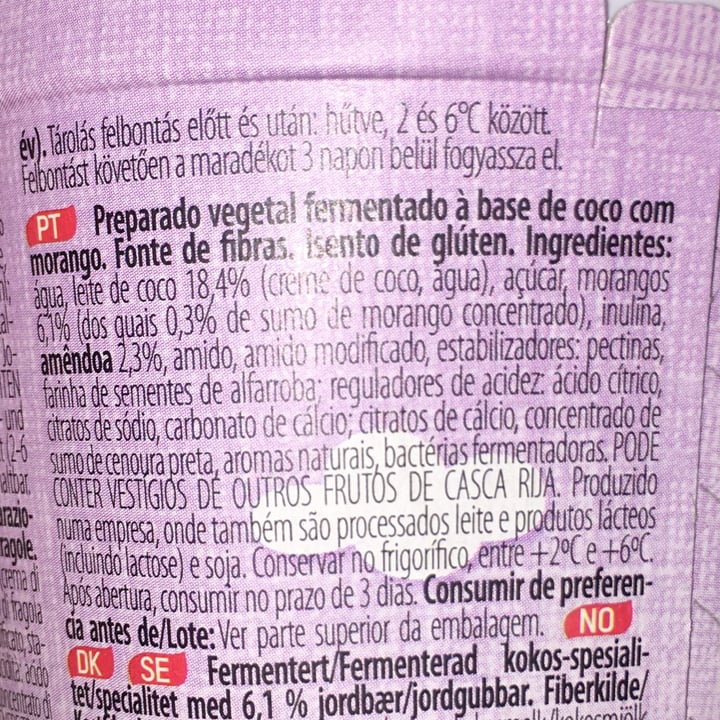 év). Tárolás felbontás előtt és után: hűtve, 2 és 6°C között.
Felbontást követően a maradékot 3 napon belül fogyassza el.
PT Preparado vegetal fermentado à base de coco com
morango. Fonte de fibras. Isento de glúten. Ingredientes:
água, leite de coco 18,4% (creme de coco, água), açúcar, morangos
6,1% (dos quais 0,3% de sumo de morango concentrado), inulina,
amêndoa 2,3%, amido, amido modificado, estabilizadores: pectinas,
farinha de sementes de alfarroba; reguladores de acidez: ácido cítrico,
citratos de sódio, carbonato de cálcio; citratos de cálcio, concentrado de
sumo de cenoura preta, aromas naturais, bactérias fermentadoras. PODE
CONTER VESTÍGIOS DE OUTROS FRUTOS DE CASCA RIJA. Produzido
numa empresa, onde também são processados leite e produtos lácteos
(incluindo lactose) e soja. Conservar no frigorífico, entre +2°C e +6°C.
Após abertura, consumir no prazo de 3 dias. Consumir de preferen-
cia antes de/Lote: Ver parte superior da embalagem. NO
DK SE Fermentert/Fermenterad kokos-speciali-
tet/specialitet med 6,1 % jordbær/jordgubbar. Fiberkilde/